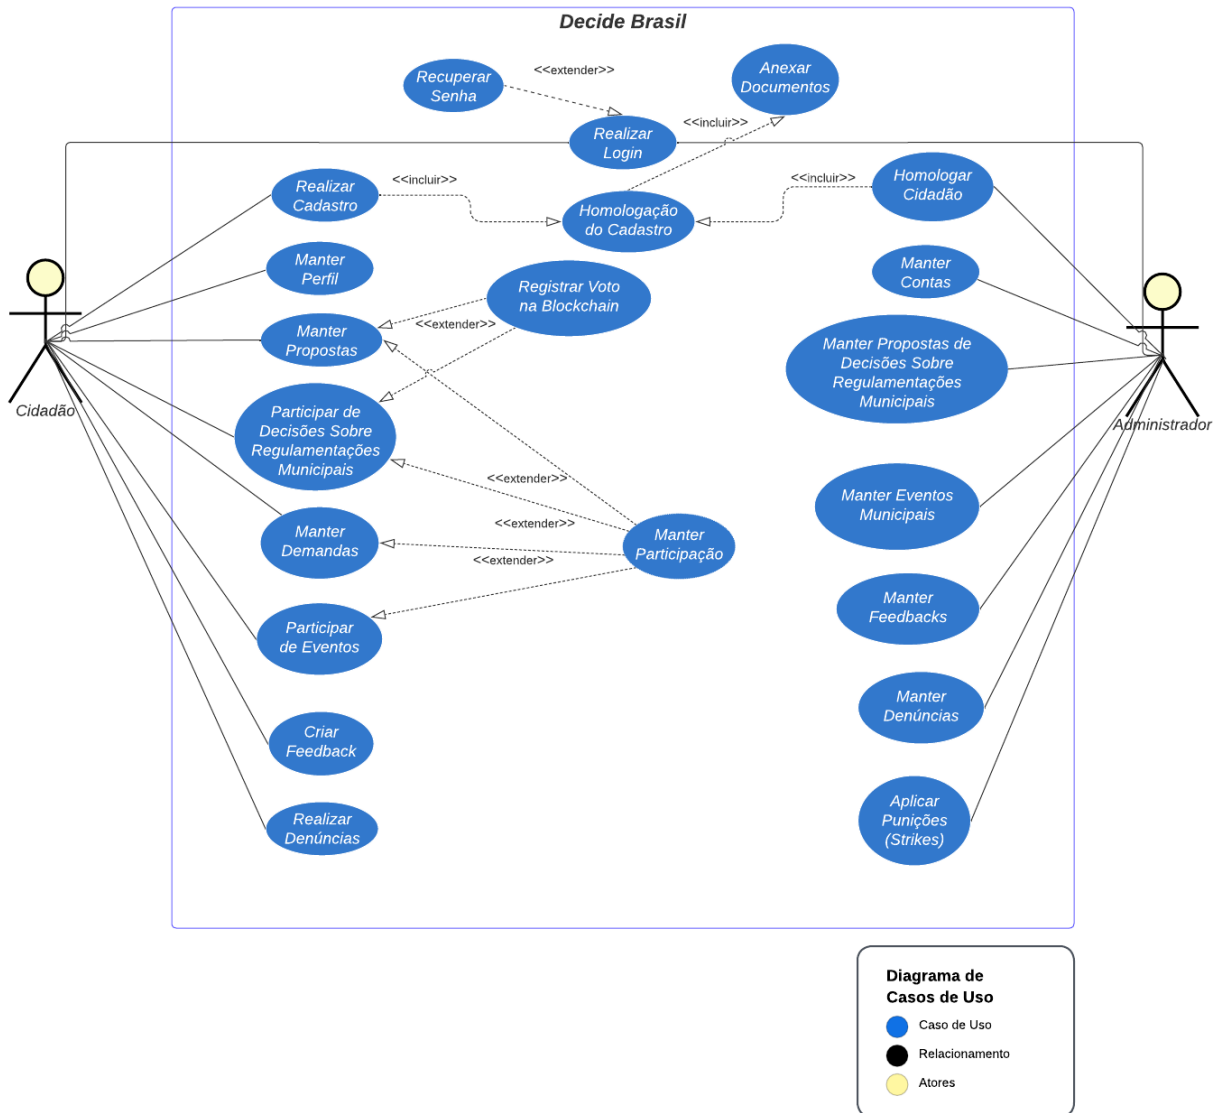 Decide Brasil
Recuperar
Senha
<<extender>>
Anexar
Documentos
<<incluir>>
Realizar
Login
Realizar
Cadastro
<<incluir>>
Homologação
do Cadastro
<<incluir>>
Homologar
Cidadão
Manter
Perfil
Registrar Voto
na Blockchain
Manter
Contas
<<extender>>
Manter
Propostas
Manter Propostas de
Decisões Sobre
Regulamentações
Municipais
Cidadão
Administrador
Participar de
Decisões Sobre
Regulamentações
Municipais
<<extender>>
Manter Eventos
Municipais
<<extender>>
Manter
Demandas
Manter
Participação
<<extender>>
Manter
Feedbacks
Participar
de Eventos
Manter
Denúncias
Criar
Feedback
Realizar
Denúncias
Aplicar
Punições
(Strikes)
Diagrama de
Casos de Uso
Caso de Uso
Relacionamento
Atores